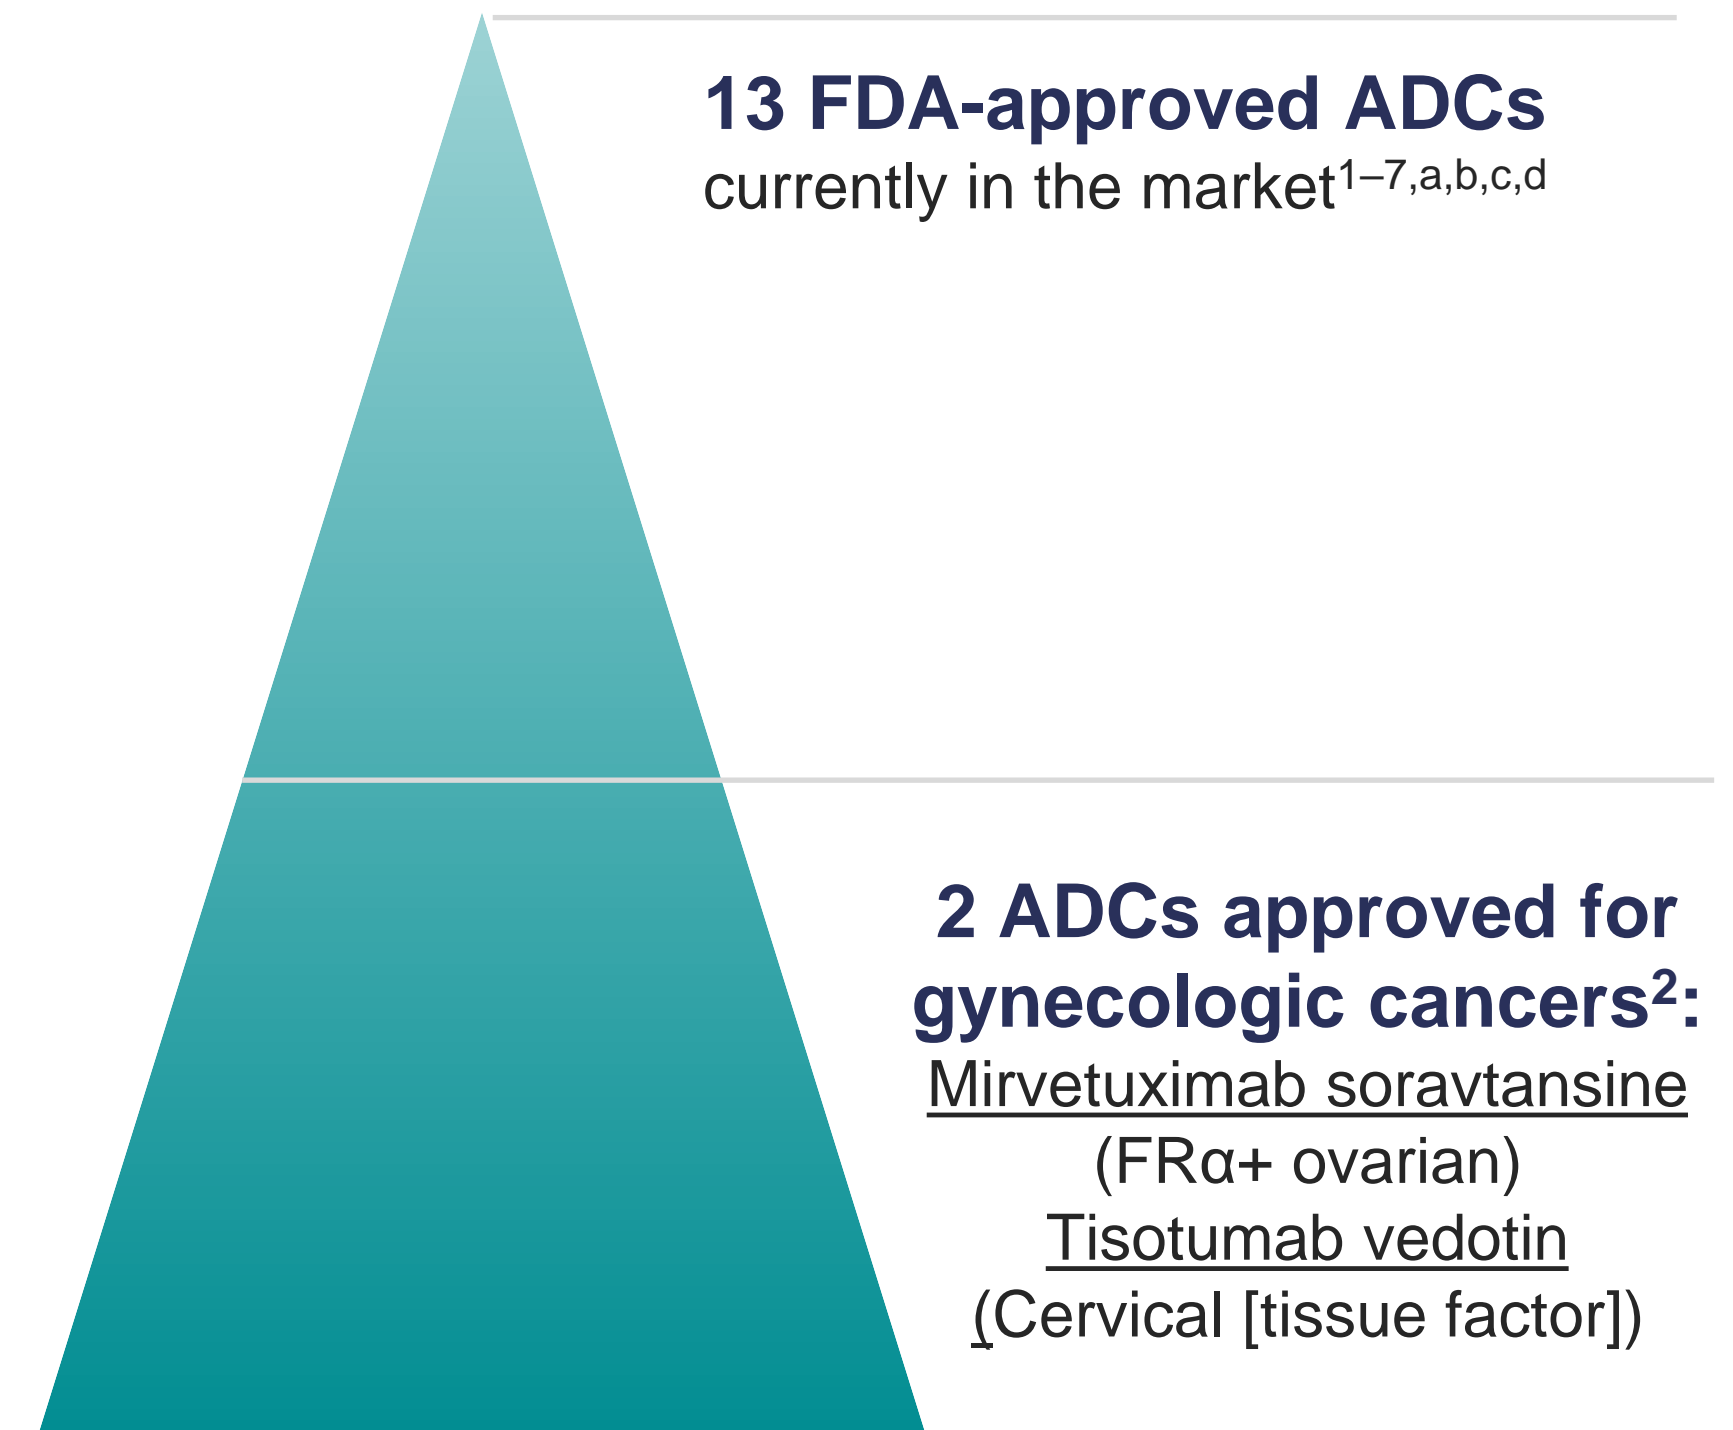 13 FDA-approved ADCs
currently in the market¹⁻⁷,ᵃ,ᵇ,ᶜ,ᵈ
2 ADCs approved for
gynecologic cancers²:
Mirvetuximab soravtansine
(FRα+ ovarian)
Tisotumab vedotin
(Cervical [tissue factor])